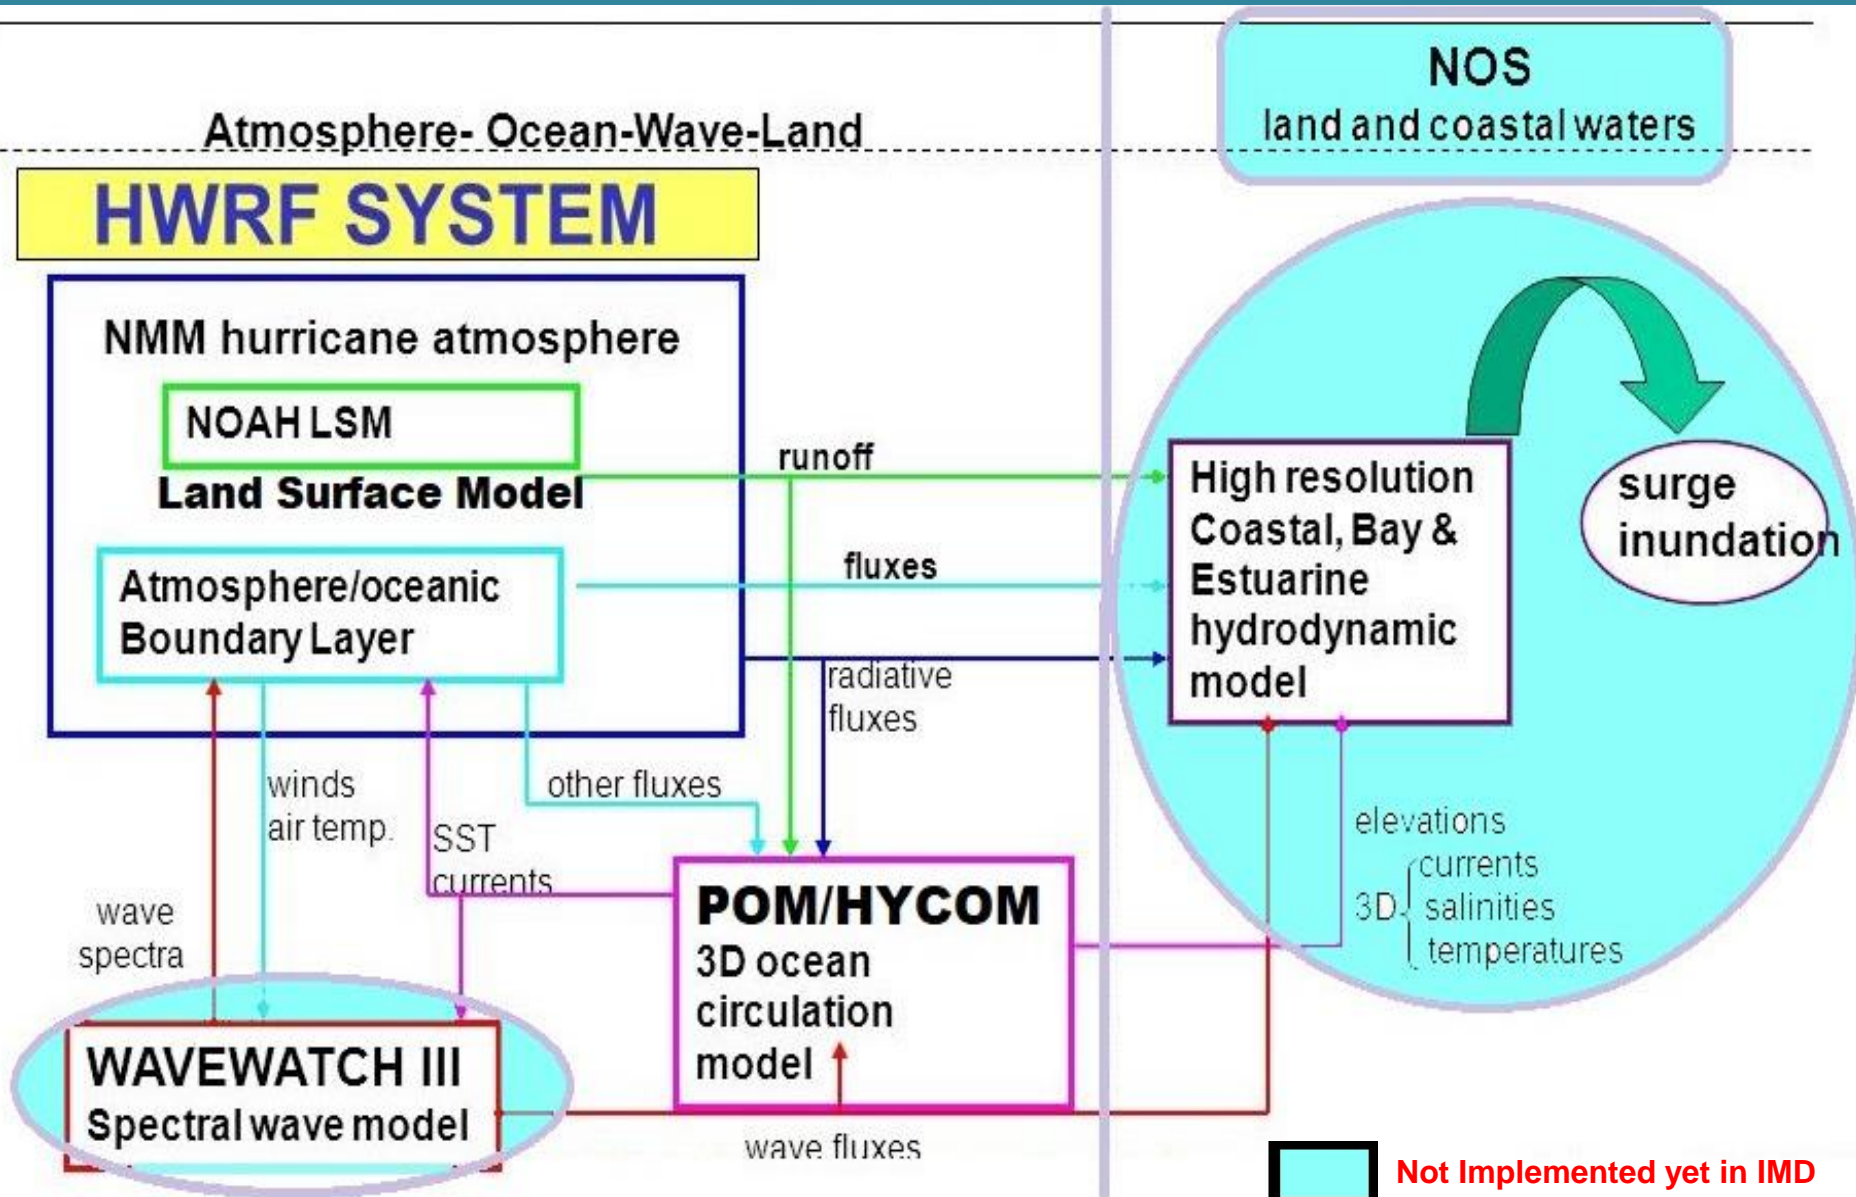 NOS
land and coastal waters
Atmosphere- Ocean-Wave-Land
HWRF SYSTEM
NMM hurricane atmosphere
NOAH LSM
Land Surface Model
Atmosphere/oceanic
Boundary Layer
runoff
fluxes
radiative
fluxes
High resolution
Coastal, Bay &
Estuarine
hydrodynamic
model
surge
inundation
winds
air temp.
other fluxes
SST
currents
wave
spectra
elevations
3D
currents
salinities
temperatures
POM/HYCOM
3D ocean
circulation
model
WAVEWATCH III
Spectral wave model
wave fluxes
Not Implemented yet in IMD